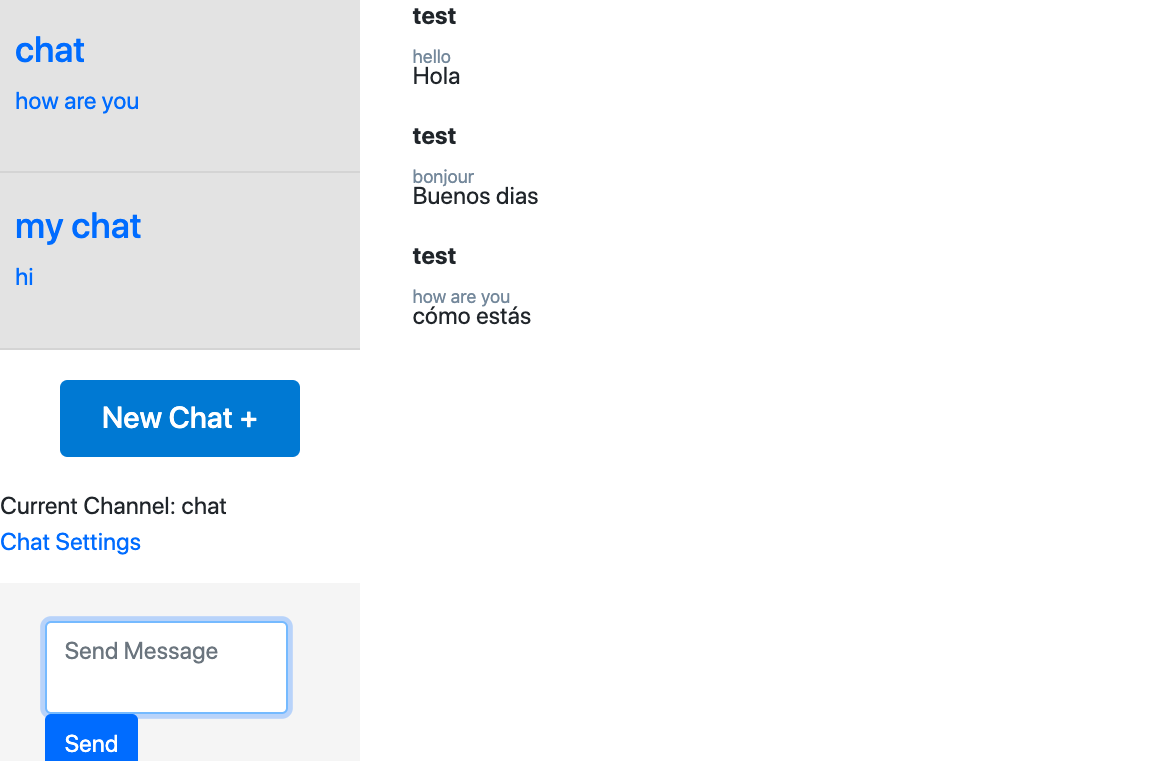 chat
how are you
my chat
hi
New Chat +
Current Channel: chat
Chat Settings
Send Message
Send
test
hello
Hola
test
bonjour
Buenos dias
test
how are you
cómo estás